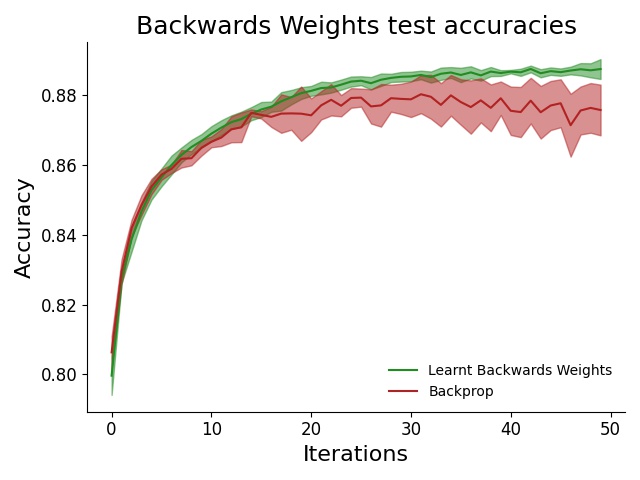 Backwards Weights test accuracies
Accuracy
0.88
0.86
0.84
0.82
0.80
Learnt Backwards Weights
Backprop
0 10 20 30 40 50
Iterations